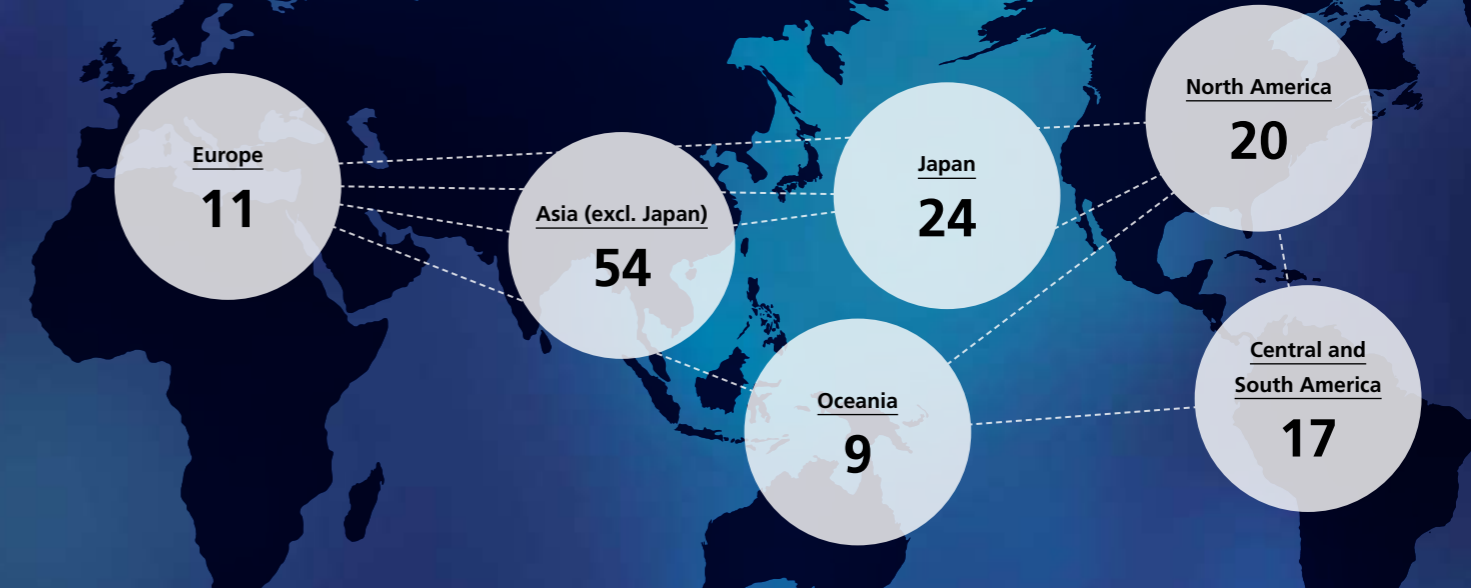 Europe
11
Asia (excl. Japan)
54
Japan
24
North America
20
Oceania
9
Central and
South America
17